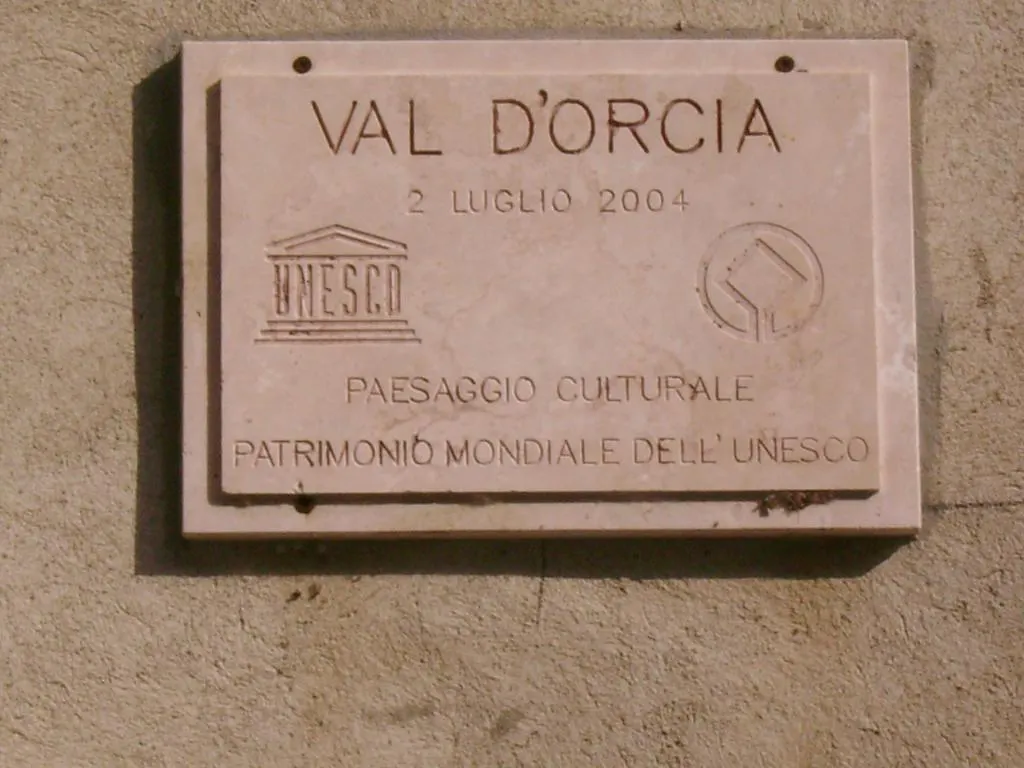 VAL D'ORCIA
2 LUGLIO 2004
UNESCO
PAESAGGIO CULTURALE
PATRIMONIO MONDIALE DELL' UNESCO